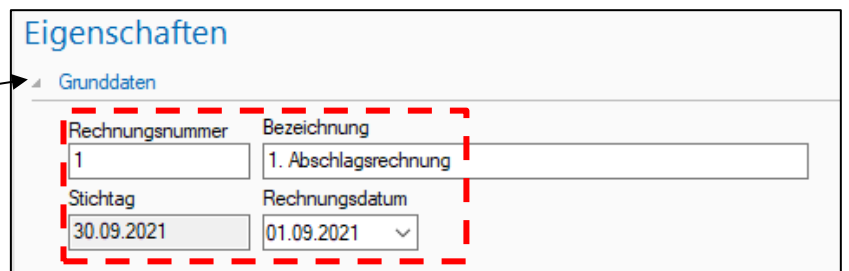 Eigenschaften
Grunddaten
Rechnungsnummer Bezeichnung
1 1. Abschlagsrechnung
Stichtag Rechnungsdatum
30.09.2021 01.09.2021